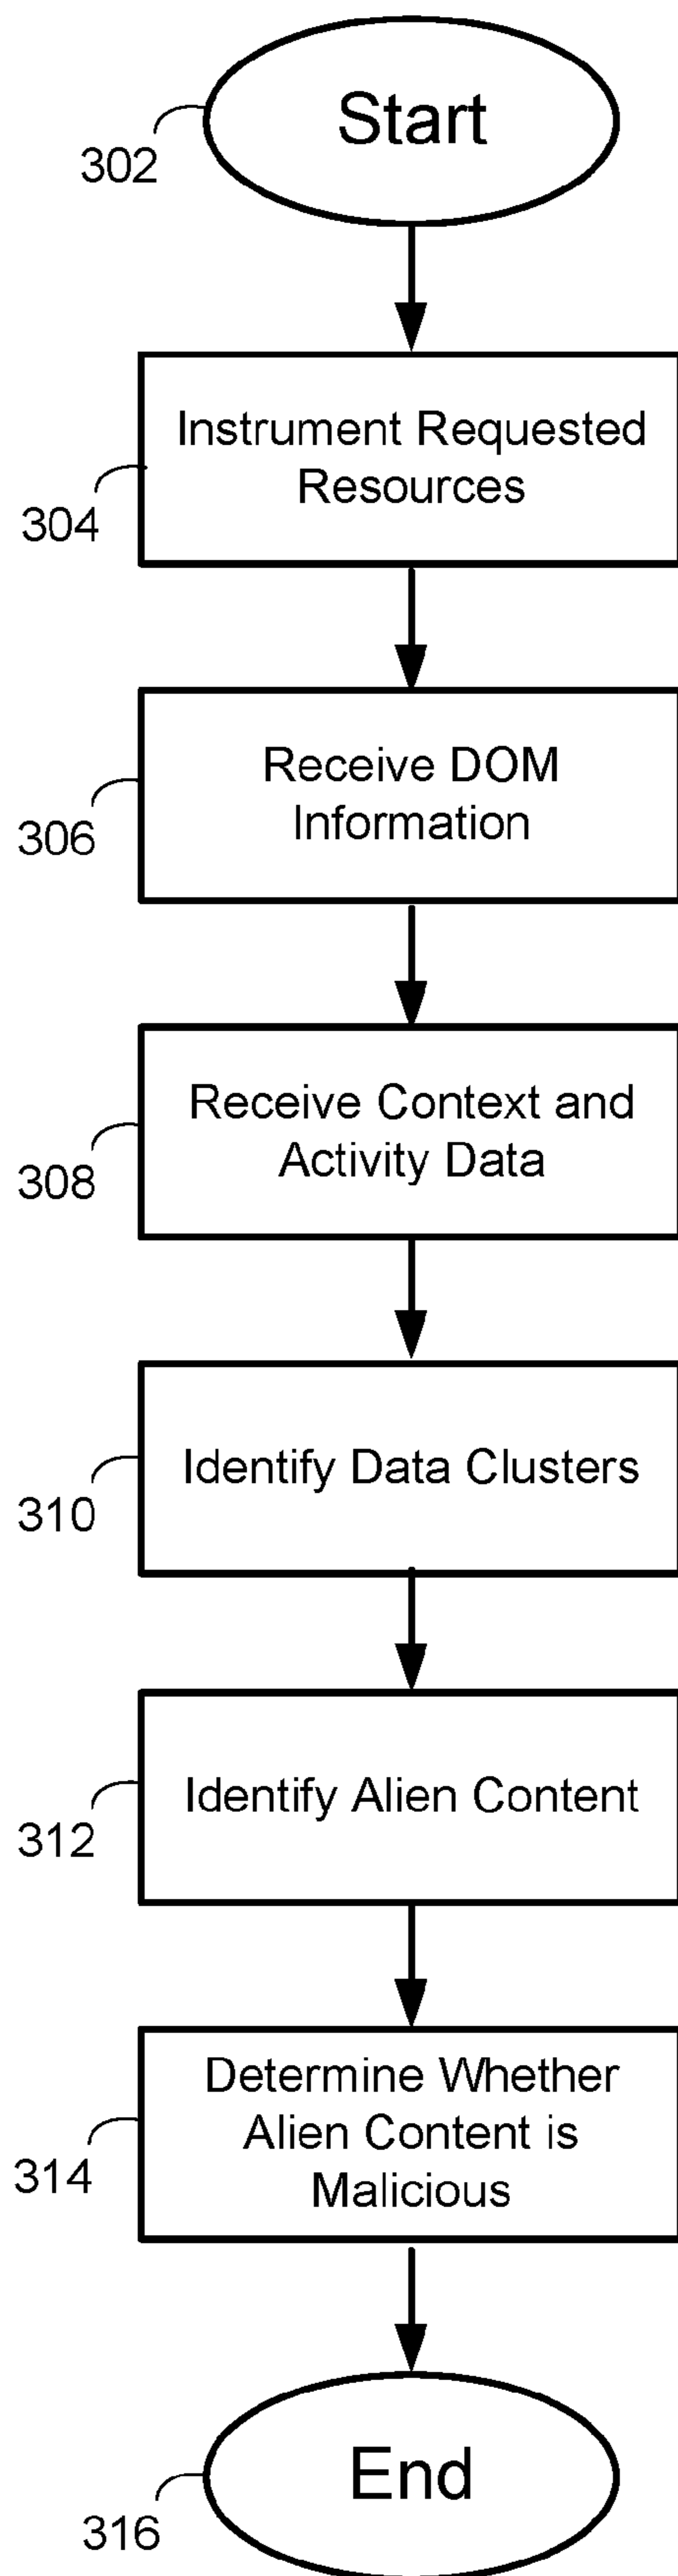 Start
302
Instrument Requested
Resources
304
Receive DOM
Information
306
Receive Context and
Activity Data
308
Identify Data Clusters
310
Identify Alien Content
312
Determine Whether
Alien Content is
Malicious
314
End
316